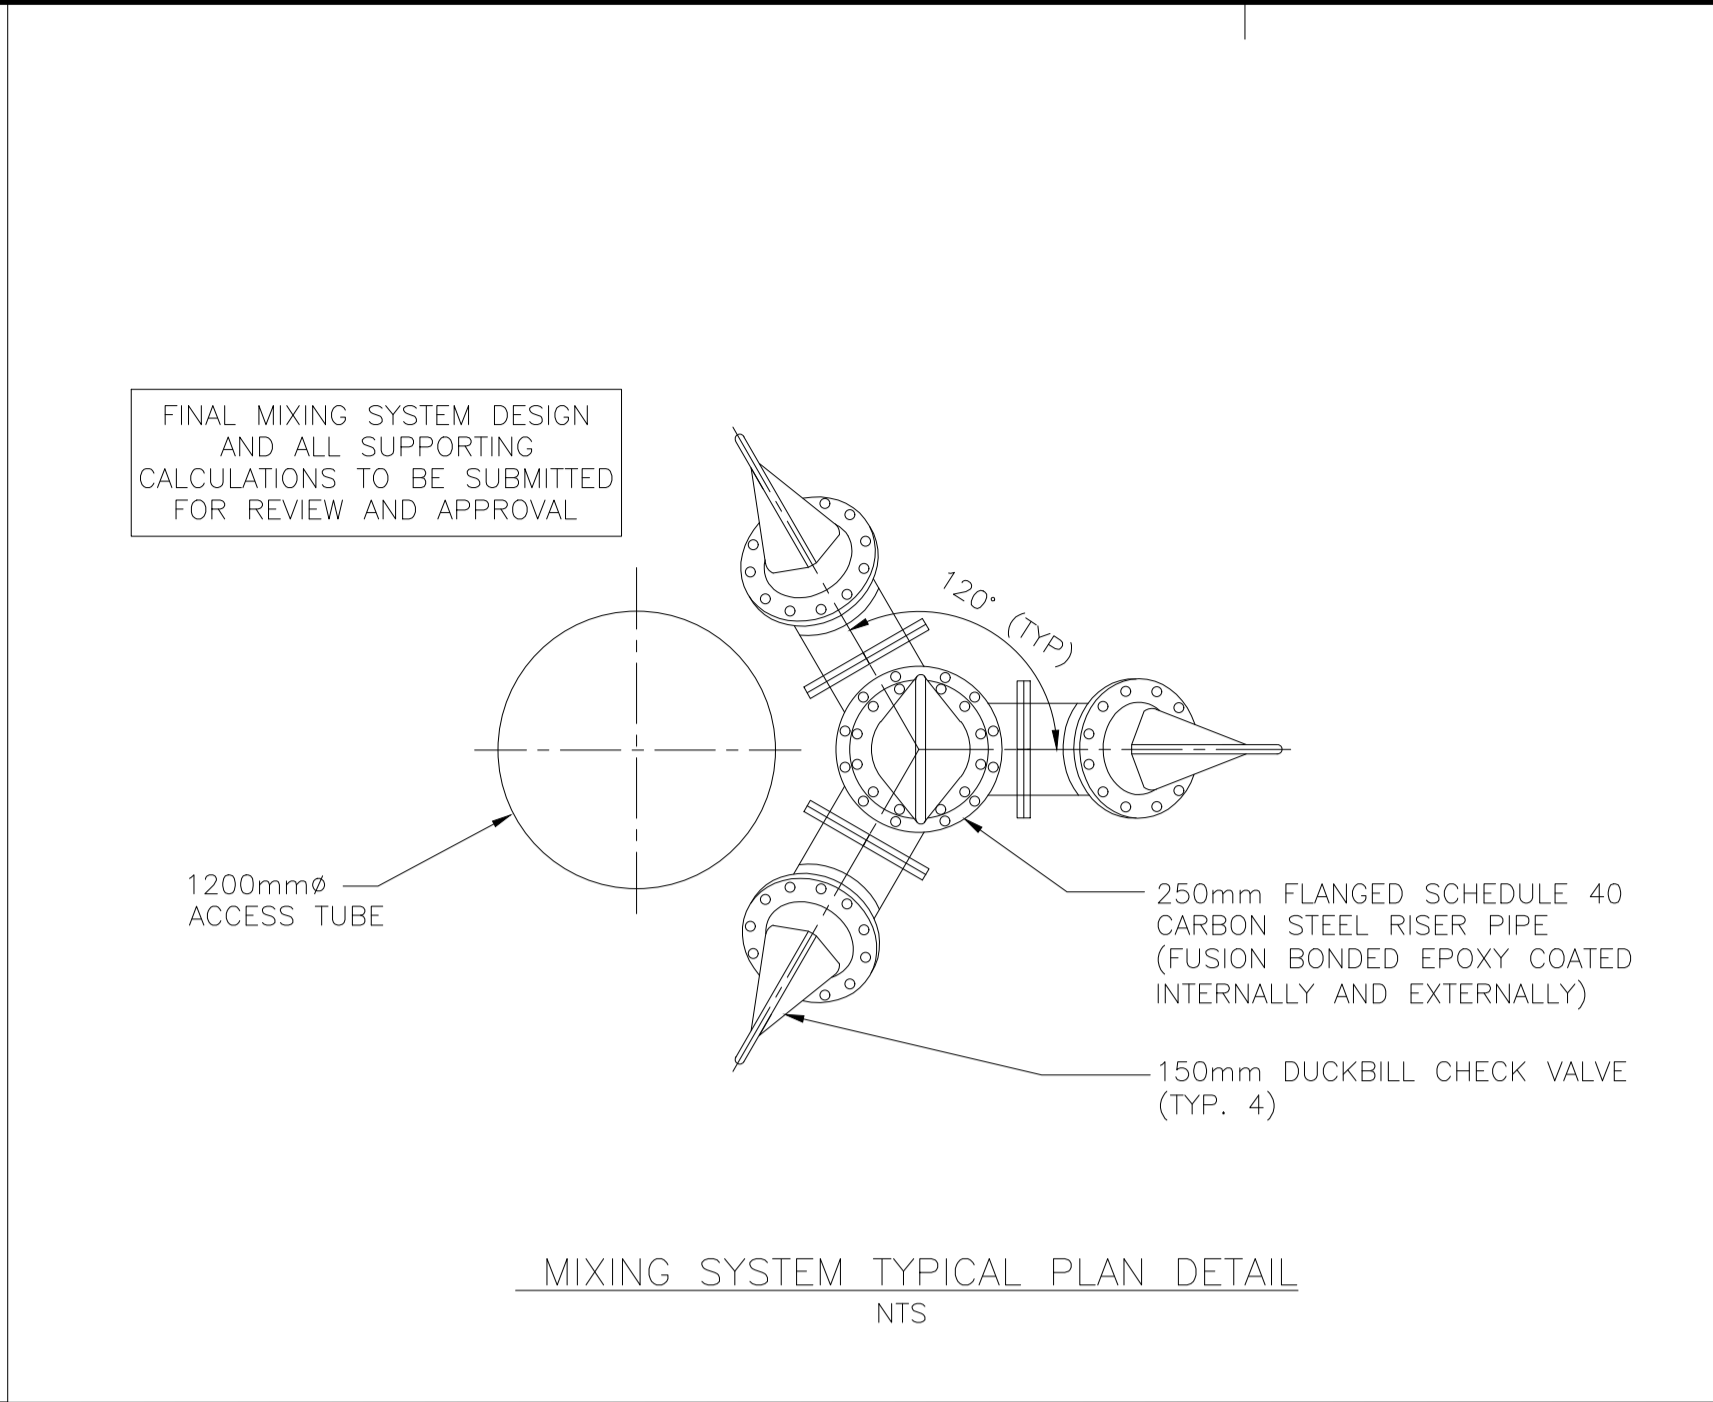 FINAL MIXING SYSTEM DESIGN
AND ALL SUPPORTING
CALCULATIONS TO BE SUBMITTED
FOR REVIEW AND APPROVAL
120° (TYP)
1200mmø
ACCESS TUBE
250mm FLANGED SCHEDULE 40
CARBON STEEL RISER PIPE
(FUSION BONDED EPOXY COATED
INTERNALLY AND EXTERNALLY)
150mm DUCKBILL CHECK VALVE
(TYP. 4)
MIXING SYSTEM TYPICAL PLAN DETAIL
NTS